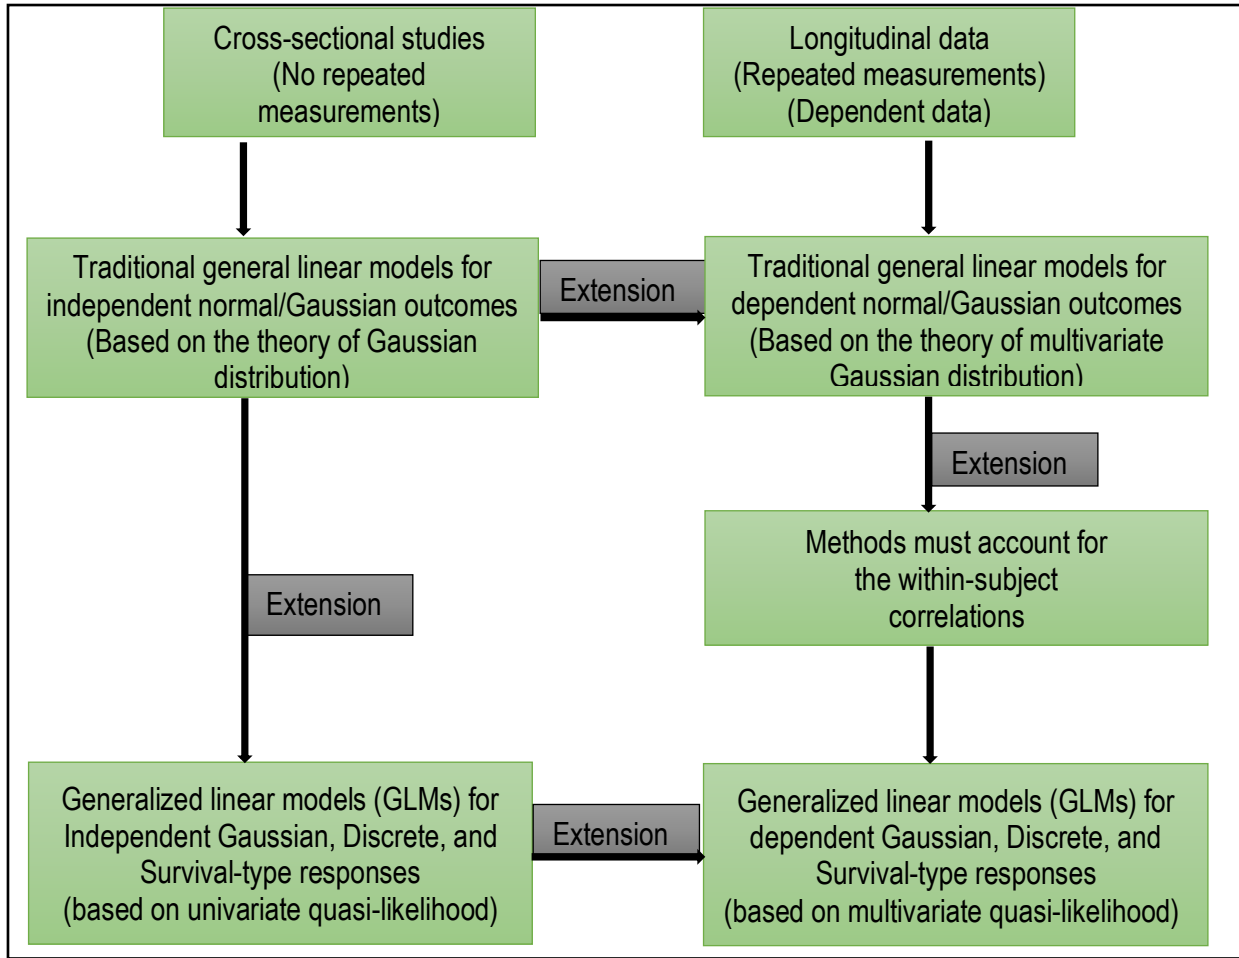 Cross-sectional studies
(No repeated
measurements)
Longitudinal data
(Repeated measurements)
(Dependent data)
Traditional general linear models for
independent normal/Gaussian outcomes
(Based on the theory of Gaussian
distribution)
Extension
Traditional general linear models for
dependent normal/Gaussian outcomes
(Based on the theory of multivariate
Gaussian distribution)
Extension
Methods must account for
the within-subject
correlations
Extension
Generalized linear models (GLMs) for
Independent Gaussian, Discrete, and
Survival-type responses
(based on univariate quasi-likelihood)
Extension
Generalized linear models (GLMs) for
dependent Gaussian, Discrete, and
Survival-type responses
(based on multivariate quasi-likelihood)